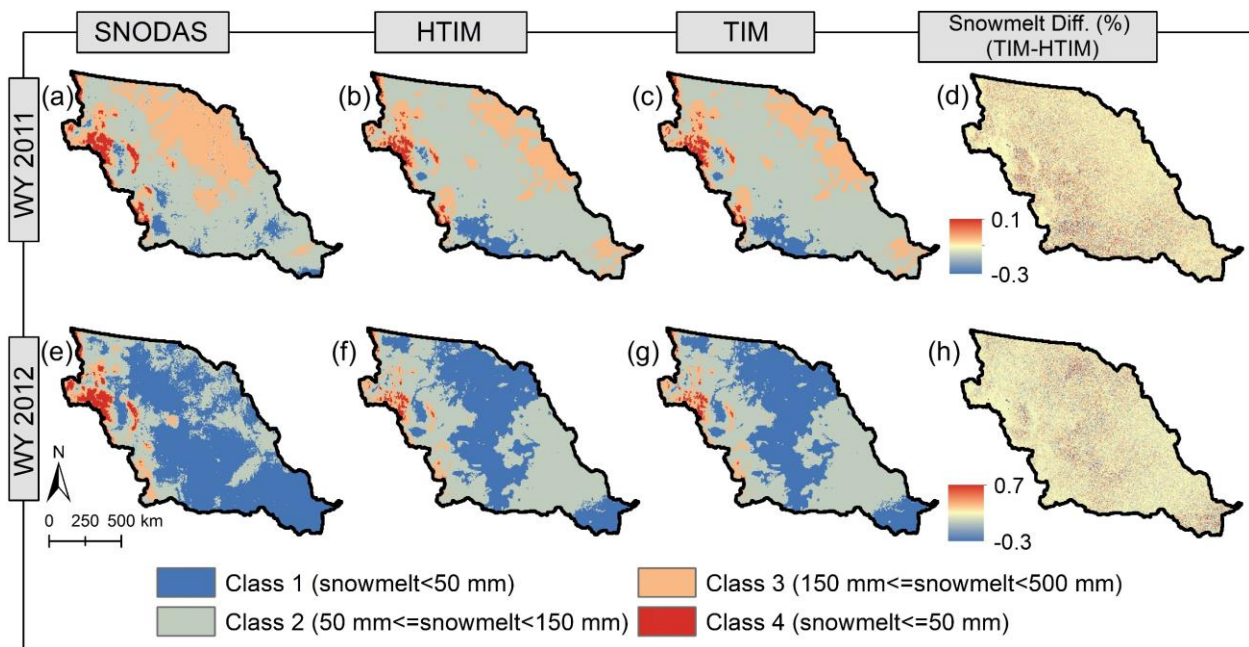 SNODAS
HTIM
TIM
Snowmelt Diff. (%)
(TIM-HTIM)
WY 2011
(a)
(b)
(c)
(d)
0.1
-0.3
WY 2012
(e)
(f)
(g)
(h)
N
0 250 500 km
0.7
-0.3
Class 1 (snowmelt<50 mm)
Class 3 (150 mm<=snowmelt<500 mm)
Class 2 (50 mm<=snowmelt<150 mm)
Class 4 (snowmelt<=50 mm)